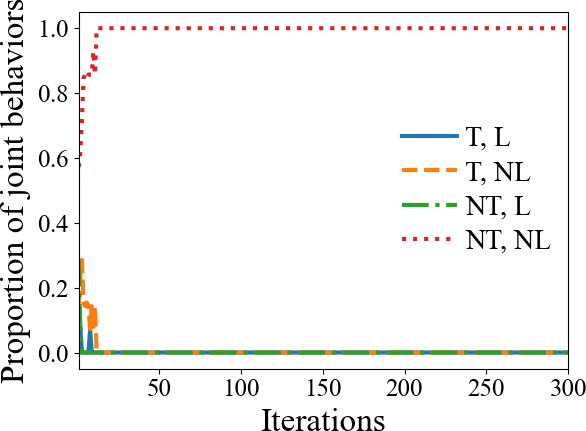 Proportion of joint behaviors
1.0
0.8
0.6
0.4
0.2
0.0
T, L
T, NL
NT, L
NT, NL
50
100
150
200
250
300
Iterations